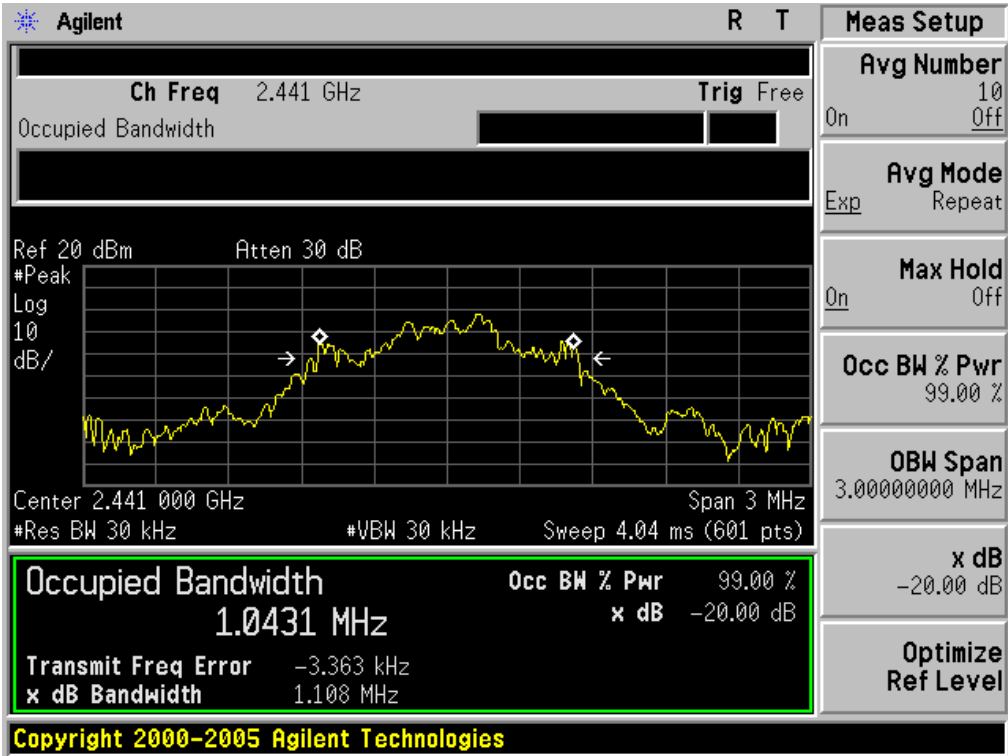 Agilent R T
Ch Freq 2.441 GHz Trig Free
Occupied Bandwidth
Ref 20 dBm Atten 30 dB
#Peak
Log
10
dB/
Center 2.441 000 GHz Span 3 MHz
#Res BW 30 kHz #VBW 30 kHz Sweep 4.04 ms (601 pts)
Occupied Bandwidth Occ BW % Pwr 99.00 %
1.0431 MHz x dB -20.00 dB
Transmit Freq Error -3.363 kHz
x dB Bandwidth 1.108 MHz
Copyright 2000-2005 Agilent Technologies
Meas Setup
Avg Number
10
On Off
Avg Mode
Exp Repeat
Max Hold
On Off
Occ BW % Pwr
99.00 %
OBW Span
3.00000000 MHz
x dB
-20.00 dB
Optimize
Ref Level